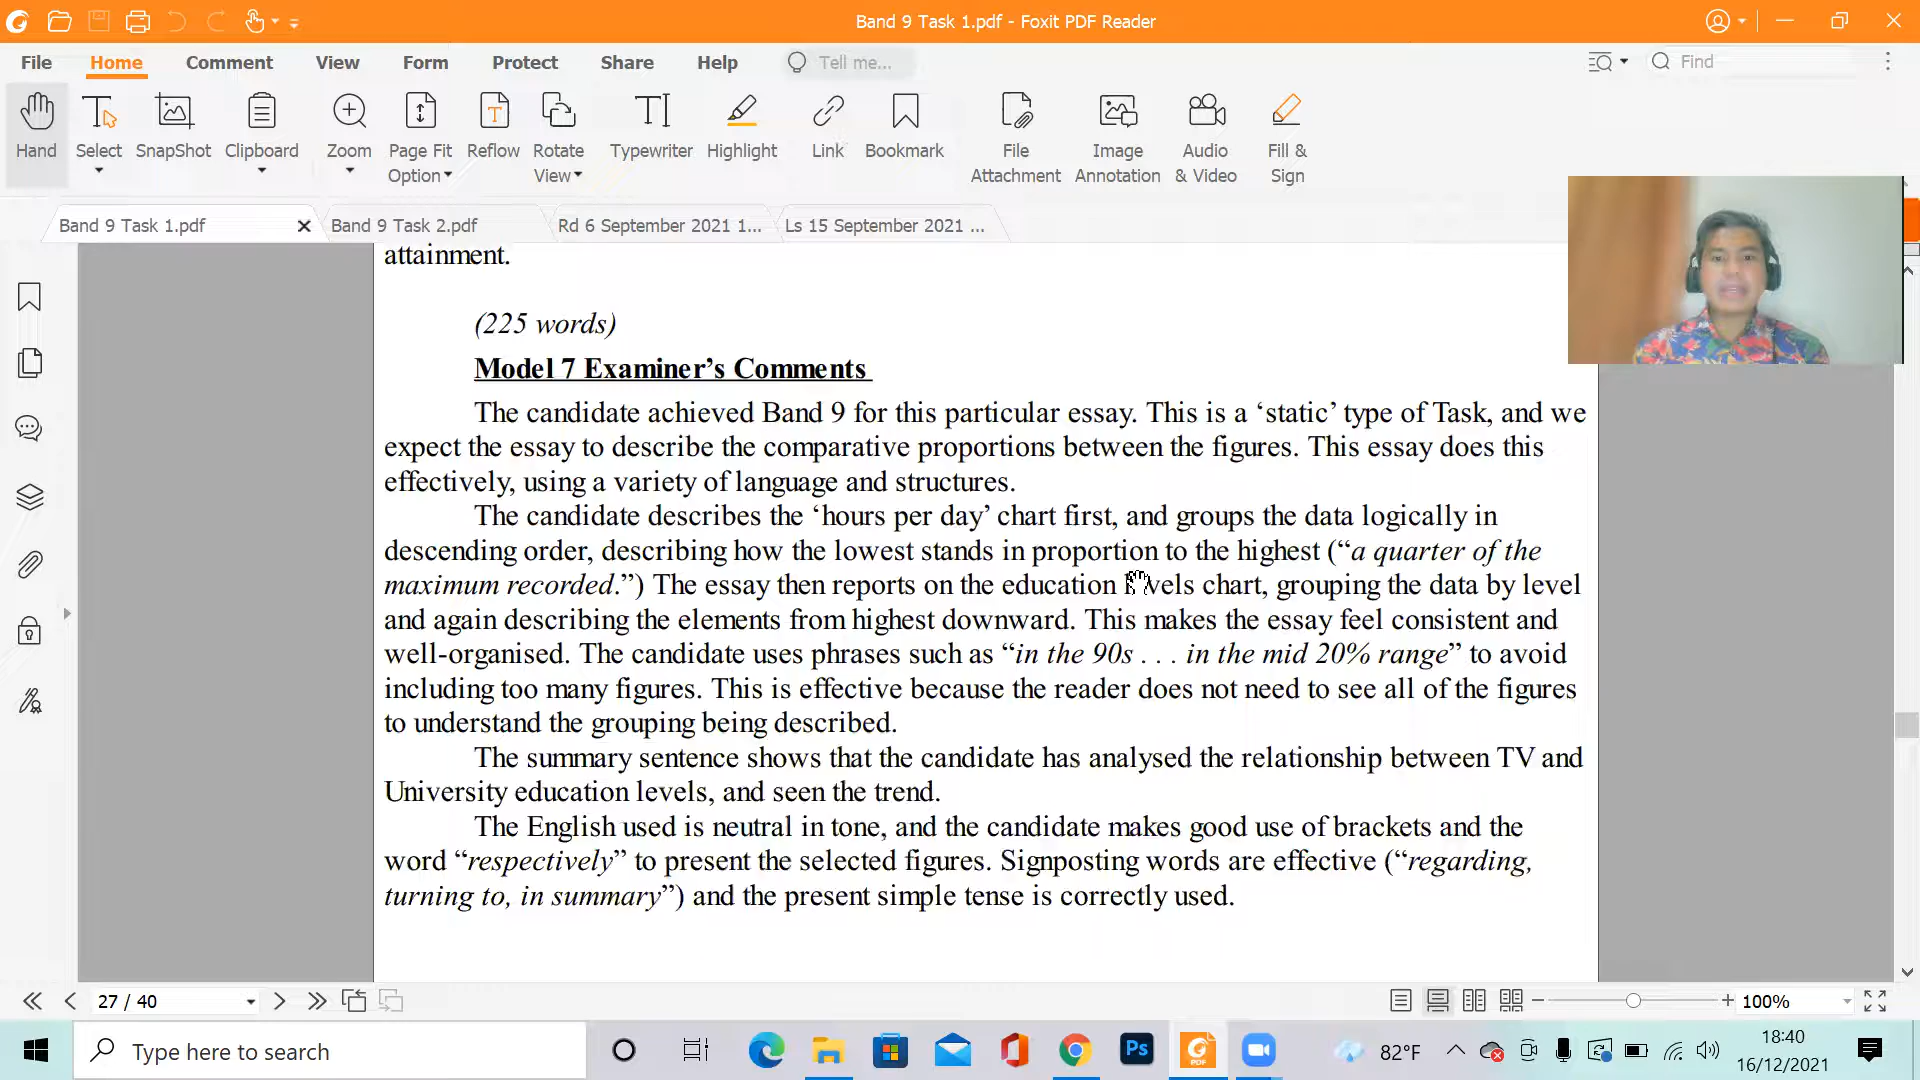 Band 9 Task 1.pdf - Foxit PDF Reader
File Home Comment View Form Protect Share Help Tell me... Find
Hand Select SnapShot Clipboard Zoom Page Fit Option Reflow Rotate View Typewriter Highlight Link Bookmark File Attachment Image Annotation Audio & Video Fill & Sign
Band 9 Task 1.pdf Band 9 Task 2.pdf Rd 6 September 2021 1... Ls 15 September 2021 ...
attainment.
(225 words)
Model 7 Examiner's Comments
The candidate achieved Band 9 for this particular essay. This is a ‘static’ type of Task, and we
expect the essay to describe the comparative proportions between the figures. This essay does this
effectively, using a variety of language and structures.
The candidate describes the ‘hours per day’ chart first, and groups the data logically in
descending order, describing how the lowest stands in proportion to the highest (“a quarter of the
maximum recorded.”) The essay then reports on the education levels chart, grouping the data by level
and again describing the elements from highest downward. This makes the essay feel consistent and
well-organised. The candidate uses phrases such as “in the 90s . . . in the mid 20% range” to avoid
including too many figures. This is effective because the reader does not need to see all of the figures
to understand the grouping being described.
The summary sentence shows that the candidate has analysed the relationship between TV and
University education levels, and seen the trend.
The English used is neutral in tone, and the candidate makes good use of brackets and the
word “respectively” to present the selected figures. Signposting words are effective (“regarding,
turning to, in summary”) and the present simple tense is correctly used.
27 / 40 100%
Type here to search Ps PDF 82°F 18:40
16/12/2021